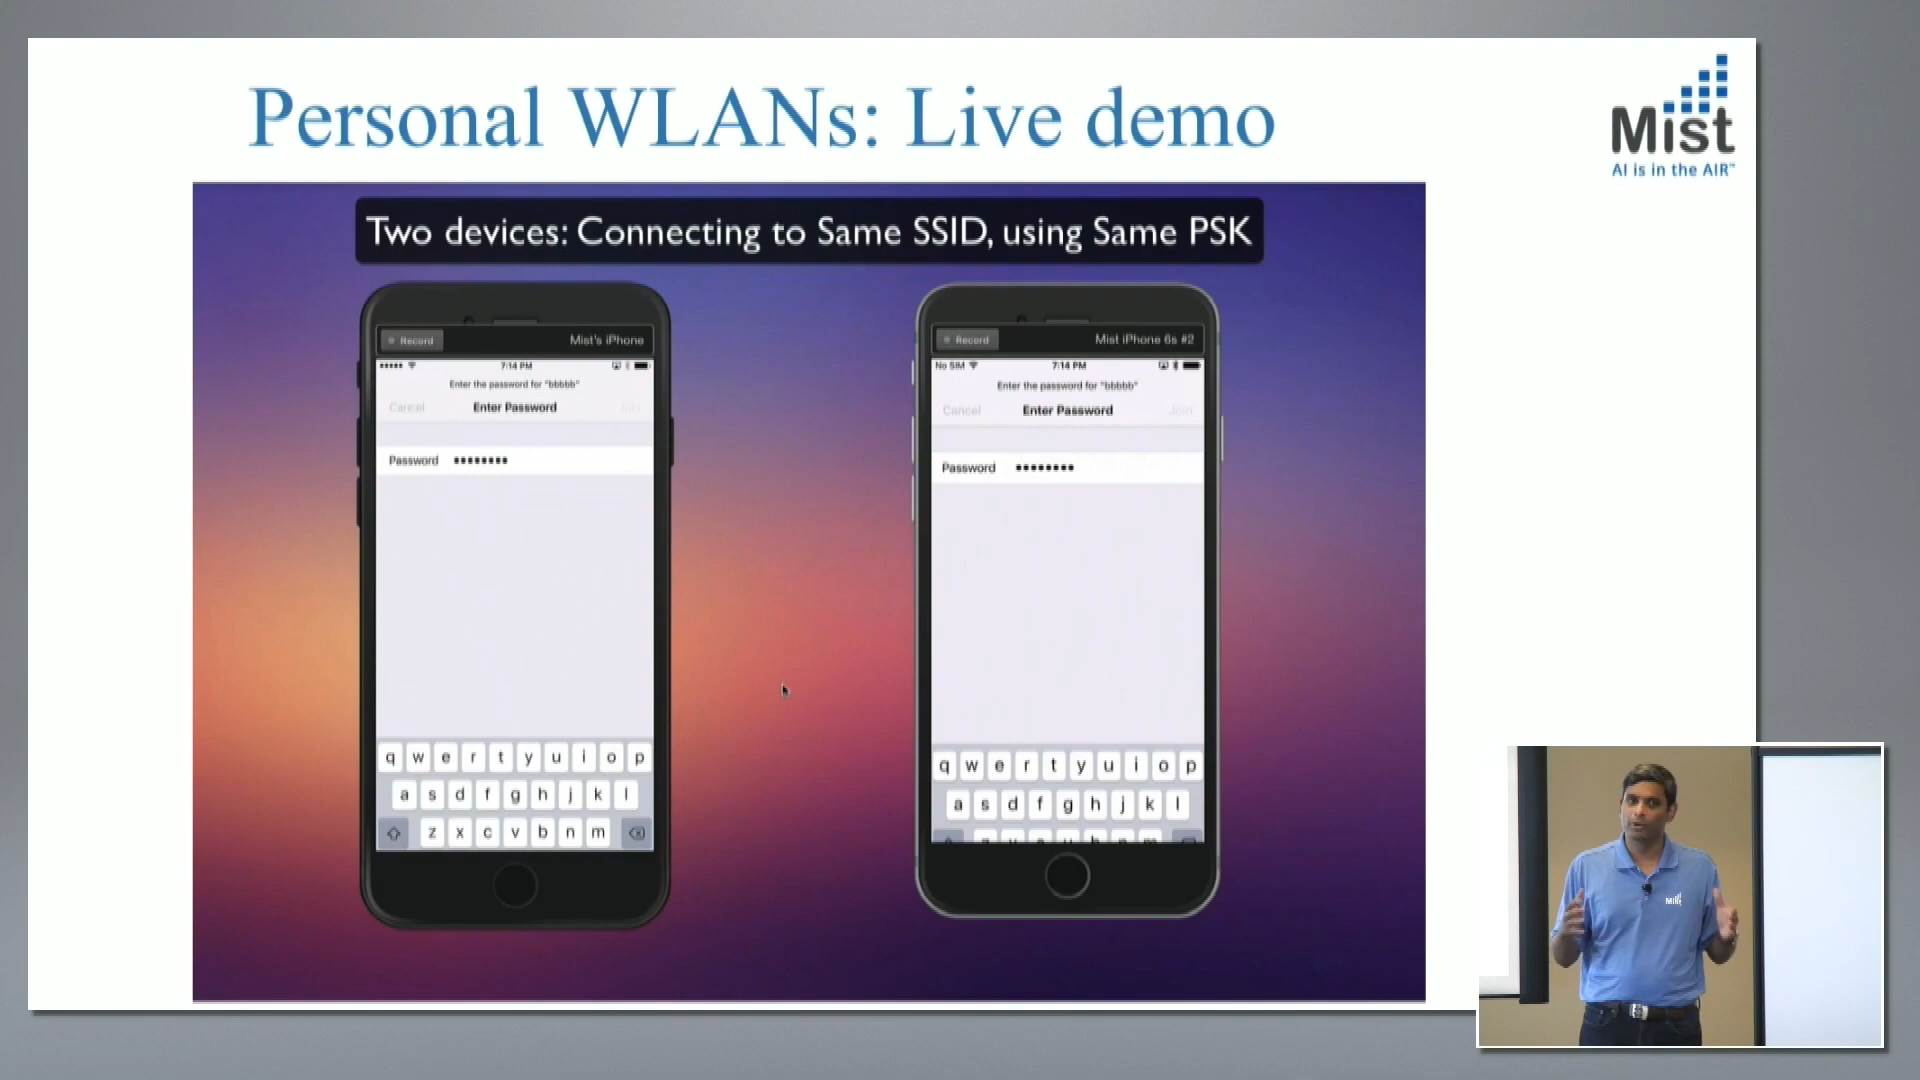 Personal WLANs: Live demo
Mist
AI is in the AIR™
Two devices: Connecting to Same SSID, using Same PSK
Record
Mist's iPhone
7:14 PM
Enter the password for "bbbbb"
Cancel
Enter Password
Join
Password ••••••••
q w e r t y u i o p
a s d f g h j k l
z x c v b n m
Record
Mist iPhone 6s #2
No SIM
7:14 PM
Enter the password for "bbbbb"
Cancel
Enter Password
Join
Password ••••••••
q w e r t y u i o p
a s d f g h j k l
z x c v b n m
Mist